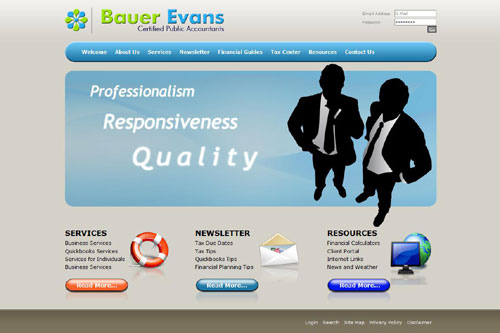 Bauer Evans
Certified Public Accountants
Email Address E-Mail
Password
Go
Welcome About Us Services Newsletter Financial Guides Tax Center Resources Contact Us
Professionalism
Responsiveness
Quality
SERVICES
Business Services
Quickbooks Services
Services for Individuals
Business Services
Read More...
NEWSLETTER
Tax Due Dates
Tax Tips
Quickbooks Tips
Financial Planning Tips
Read More...
RESOURCES
Financial Calculators
Client Portal
Internet Links
News and Weather
Read More...
Login Search Site Map Privacy Policy Disclaimer